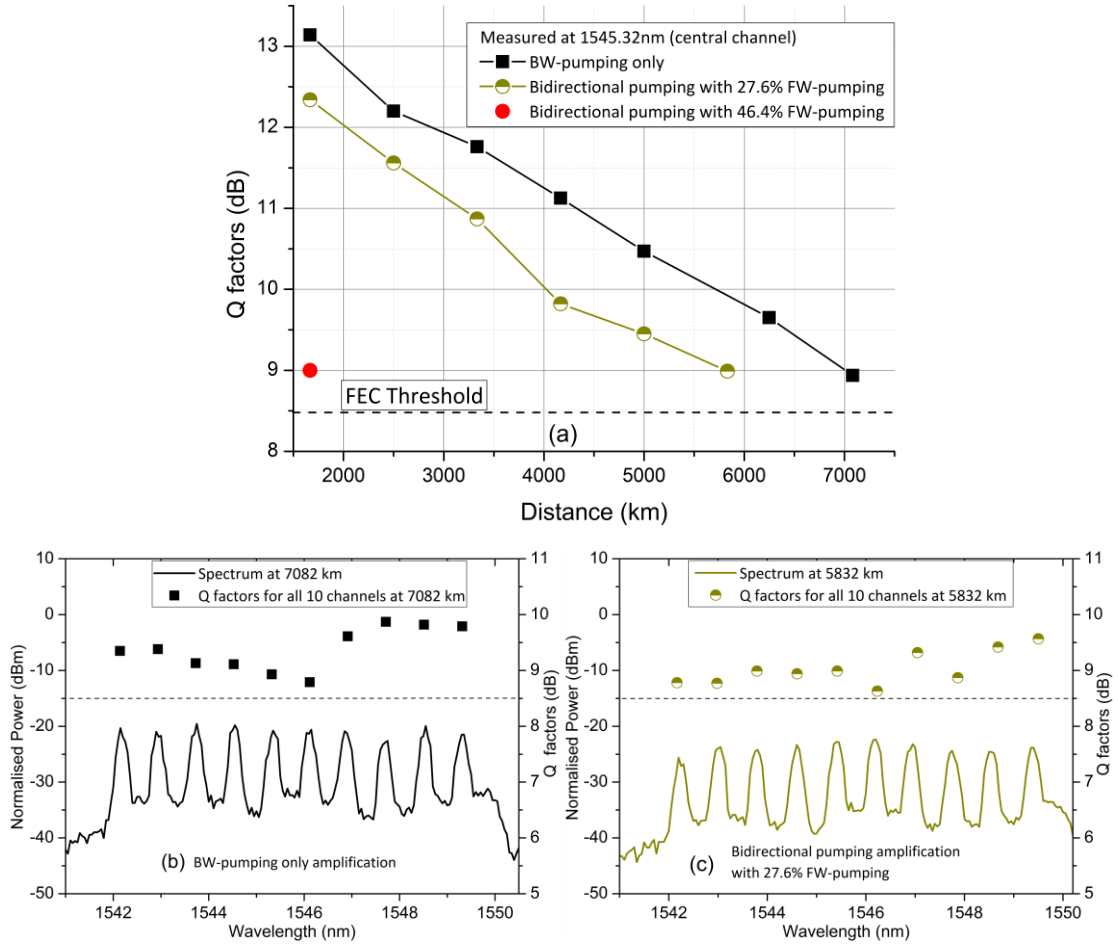 Measured at 1545.32nm (central channel)
BW-pumping only
Bidirectional pumping with 27.6% FW-pumping
Bidirectional pumping with 46.4% FW-pumping
13
12
11
10
9
8
Q factors (dB)
FEC Threshold
(a)
2000 3000 4000 5000 6000 7000
Distance (km)
Spectrum at 7082 km
Q factors for all 10 channels at 7082 km
10
0
-10
-20
-30
-40
-50
Normalised Power (dBm)
11
10
9
8
7
6
5
Q factors (dB)
(b) BW-pumping only amplification
1542 1544 1546 1548 1550
Wavelength (nm)
Spectrum at 5832 km
Q factors for all 10 channels at 5832 km
10
0
-10
-20
-30
-40
-50
Normalised Power (dBm)
11
10
9
8
7
6
5
Q factors (dB)
(c) Bidirectional pumping amplification
with 27.6% FW-pumping
1542 1544 1546 1548 1550
Wavelength (nm)